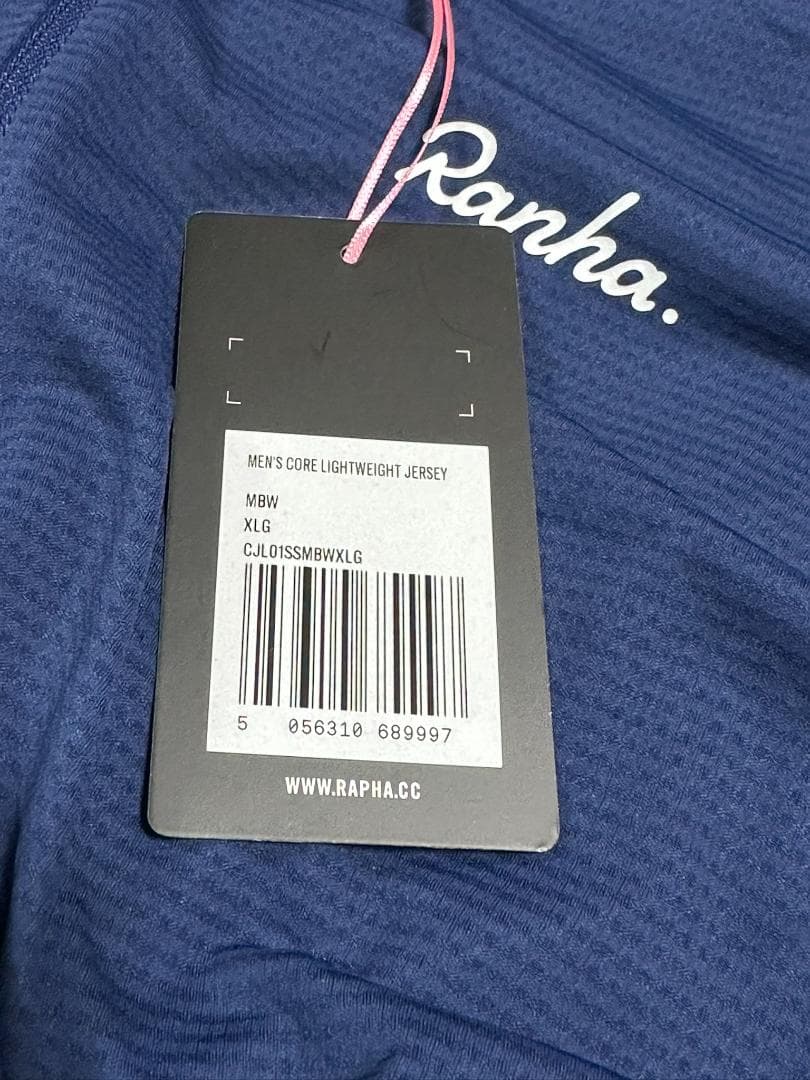 Rapha.
MEN'S CORE LIGHTWEIGHT JERSEY
MBW
XLG
CJL01SSMBWXLG
5 056310 689997
WWW.RAPHA.CC